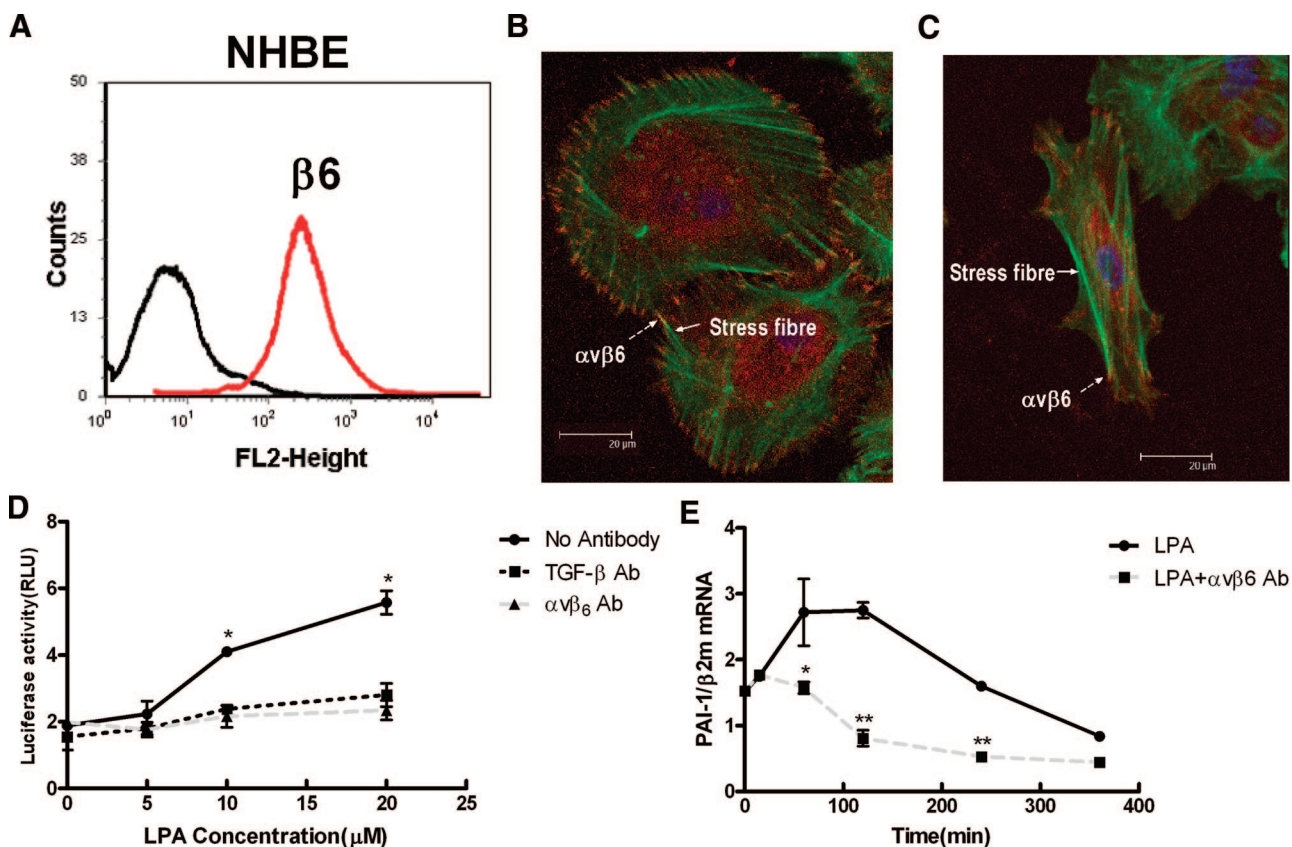 A
NHBE
β6
Counts
50
38
25
13
0
10⁰ 10¹ 10² 10³ 10⁴
FL2-Height
B
Stress fibre
αvβ6
20 μm
C
Stress fibre
αvβ6
20 μm
D
Luciferase activity(RLU)
8
6
4
2
0
* *
0 5 10 15 20 25
LPA Concentration(μM)
No Antibody
TGF-β Ab
αvβ₆ Ab
E
PAI-1/β2m mRNA
4
3
2
1
0
* ** **
0 100 200 300 400
Time(min)
LPA
LPA+αvβ6 Ab